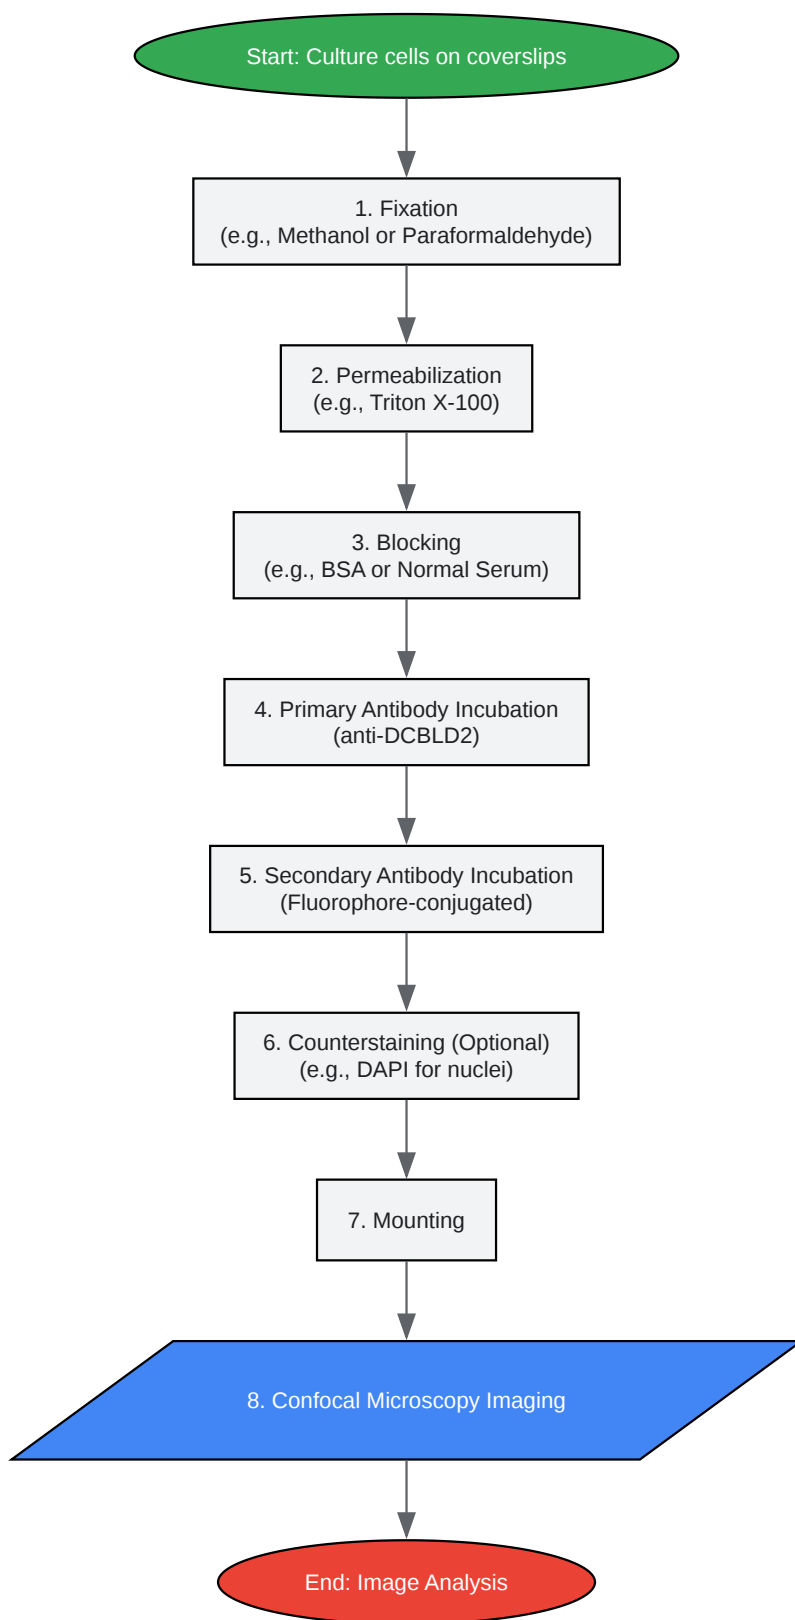 Start: Culture cells on coverslips
1. Fixation
(e.g., Methanol or Paraformaldehyde)
2. Permeabilization
(e.g., Triton X-100)
3. Blocking
(e.g., BSA or Normal Serum)
4. Primary Antibody Incubation
(anti-DCBLD2)
5. Secondary Antibody Incubation
(Fluorophore-conjugated)
6. Counterstaining (Optional)
(e.g., DAPI for nuclei)
7. Mounting
8. Confocal Microscopy Imaging
End: Image Analysis